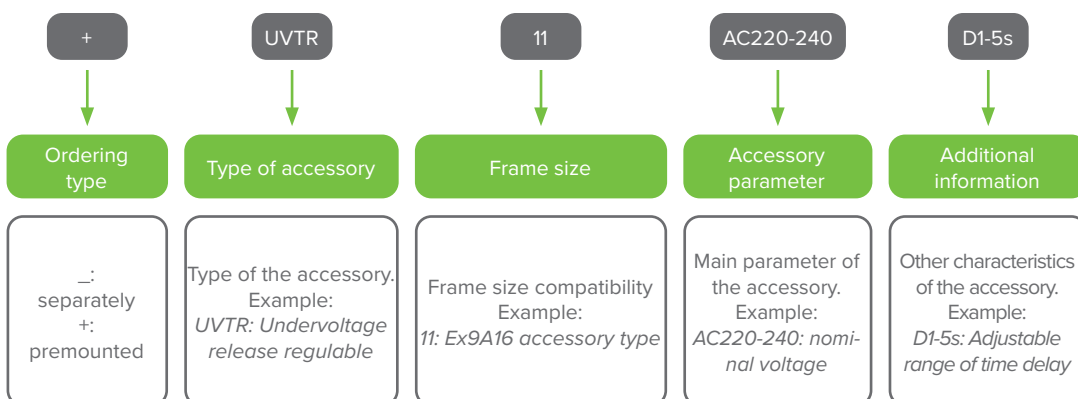 +
UVTR
11
AC220-240
D1-5s
Ordering
type
Type of accessory
Frame size
Accessory
parameter
Additional
information
_:
separately
+:
premounted
Type of the accessory.
Example:
UVTR: Undervoltage
release regulable
Frame size compatibility
Example:
11: Ex9A16 accessory type
Main parameter of
the accessory.
Example:
AC220-240: nomi-
nal voltage
Other characteristics
of the accessory.
Example:
D1-5s: Adjustable
range of time delay